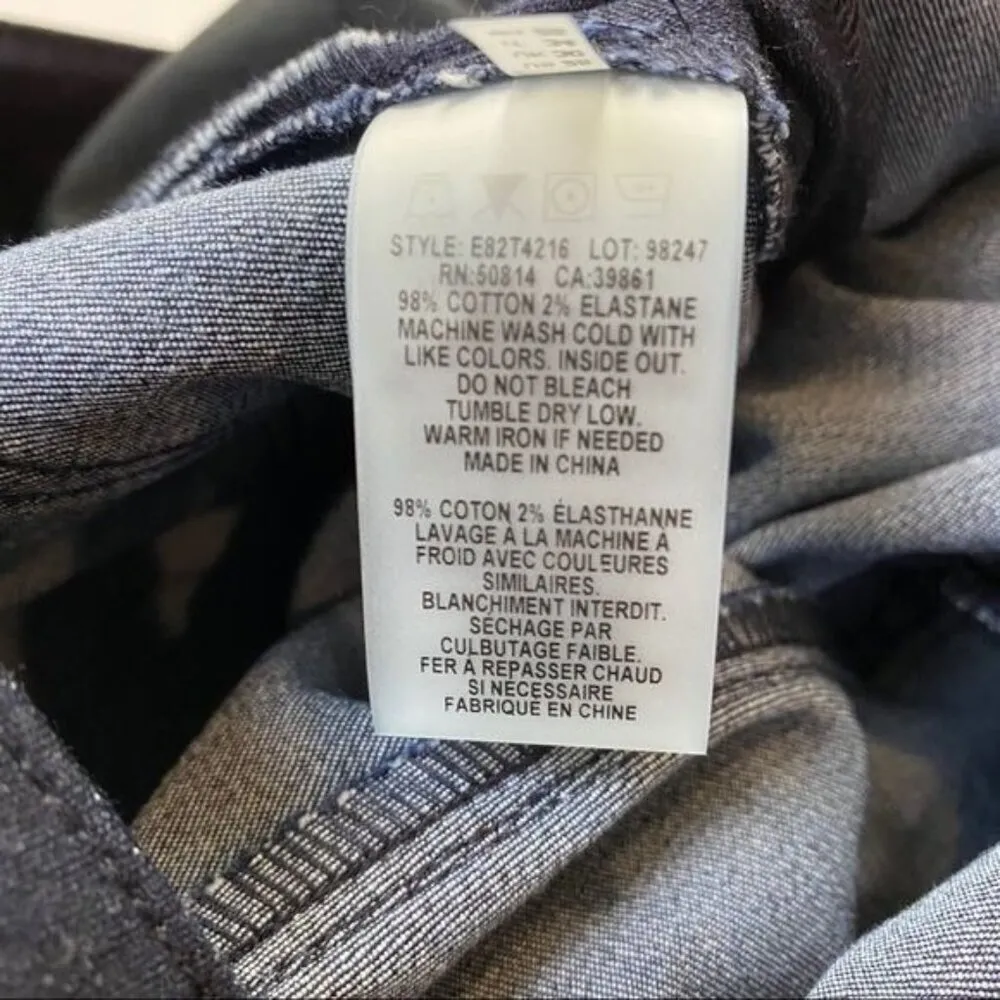 STYLE: E82T4216 LOT: 98247
RN:50814 CA:39861
98% COTTON 2% ELASTANE
MACHINE WASH COLD WITH
LIKE COLORS. INSIDE OUT.
DO NOT BLEACH
TUMBLE DRY LOW.
WARM IRON IF NEEDED
MADE IN CHINA
98% COTON 2% ÉLASTHANNE
LAVAGE A LA MACHINE A
FROID AVEC COULEURES
SIMILAIRES.
BLANCHIMENT INTERDIT.
SÉCHAGE PAR
CULBUTAGE FAIBLE.
FER A REPASSER CHAUD
SI NECESSAIRE
FABRIQUE EN CHINE